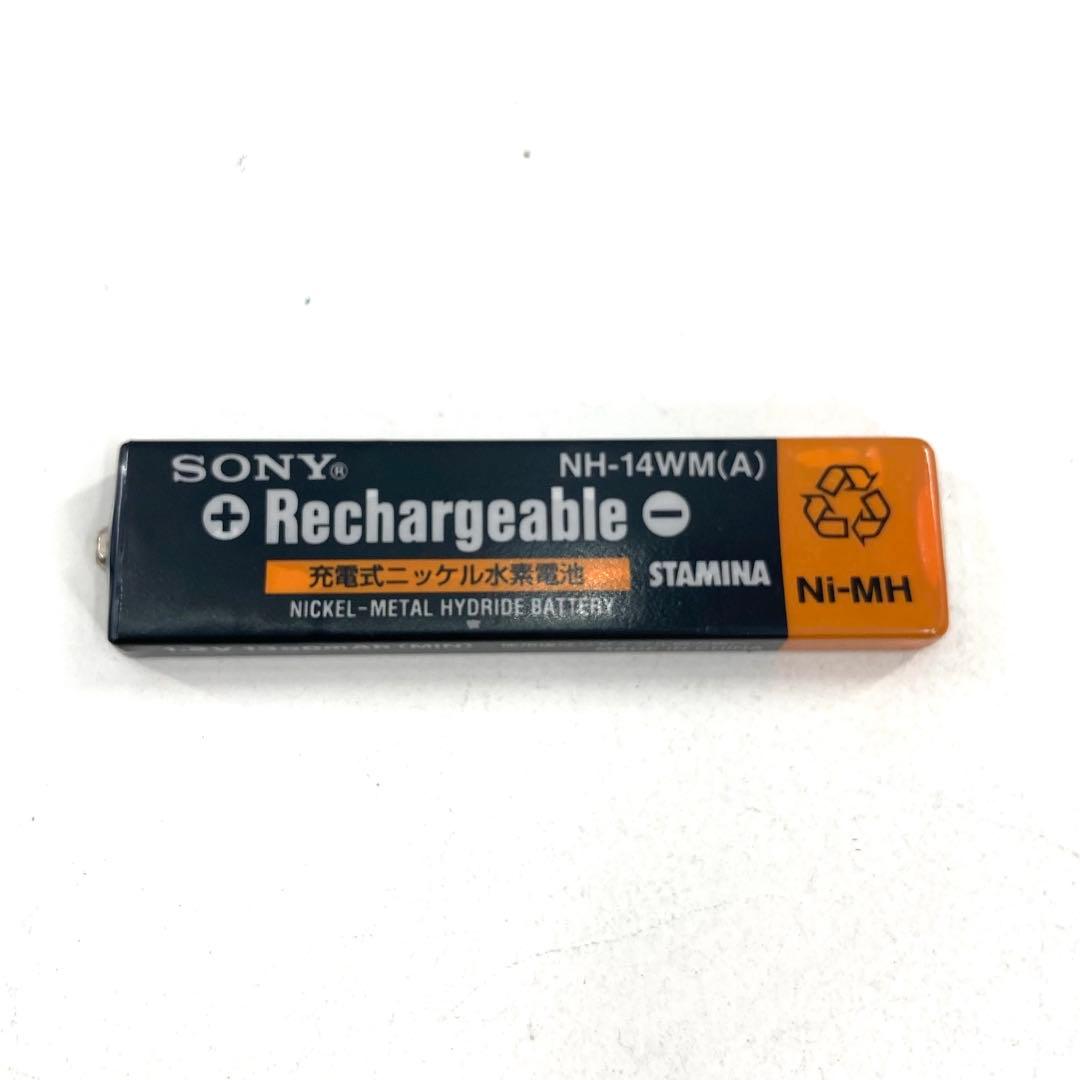 SONY®
NH-14WM(A)
+ Rechargeable −
充電式ニッケル水素電池
STAMINA
NICKEL-METAL HYDRIDE BATTERY
Ni-MH
(MIN)